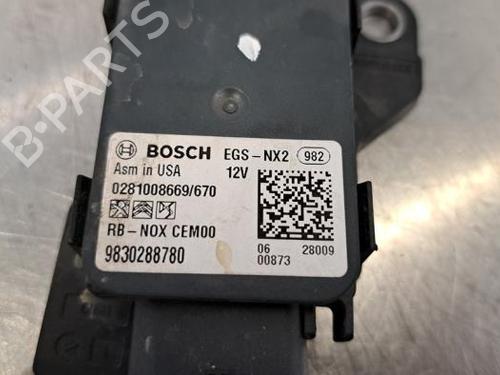 B-PARTS
BOSCH EGS-NX2 982
Asm in USA 12V
0281008669/670
RB-NOX CEM00
9830288780
06 28009
00873